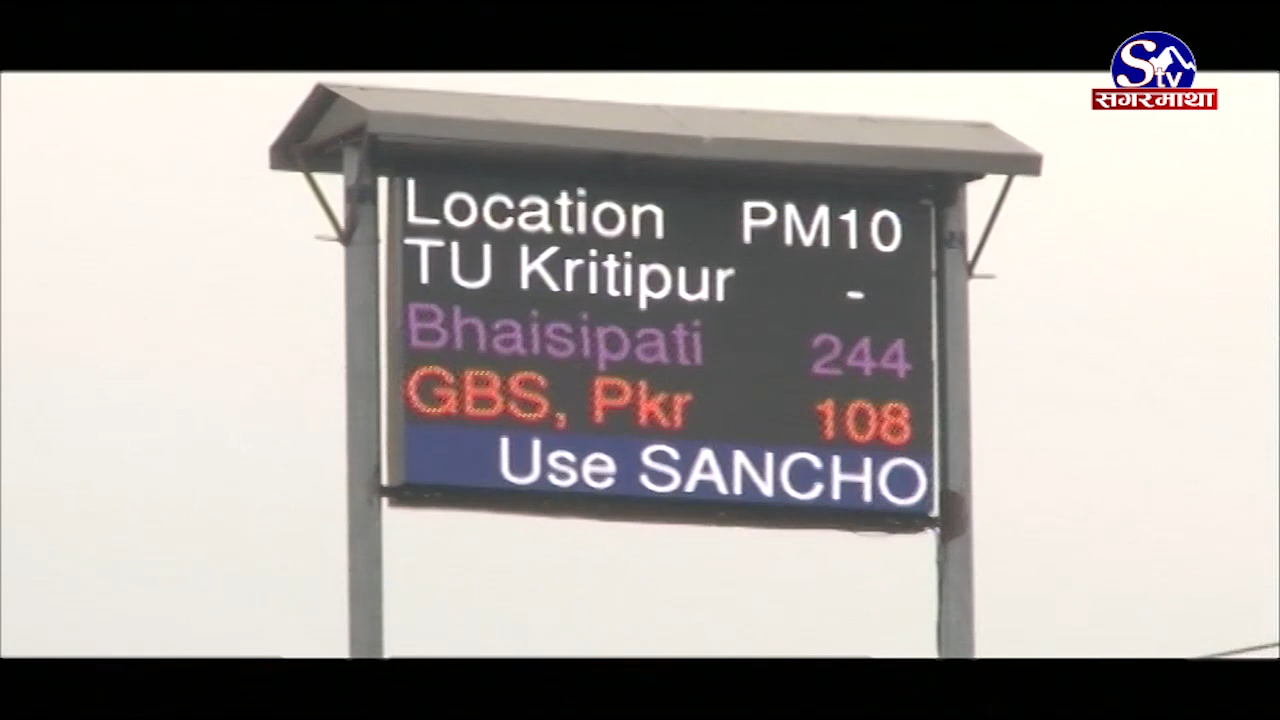 Stv
सगरमाथा
Location PM10
TU Kritipur -
Bhaisipati 244
GBS, Pkr 108
Use SANCHO